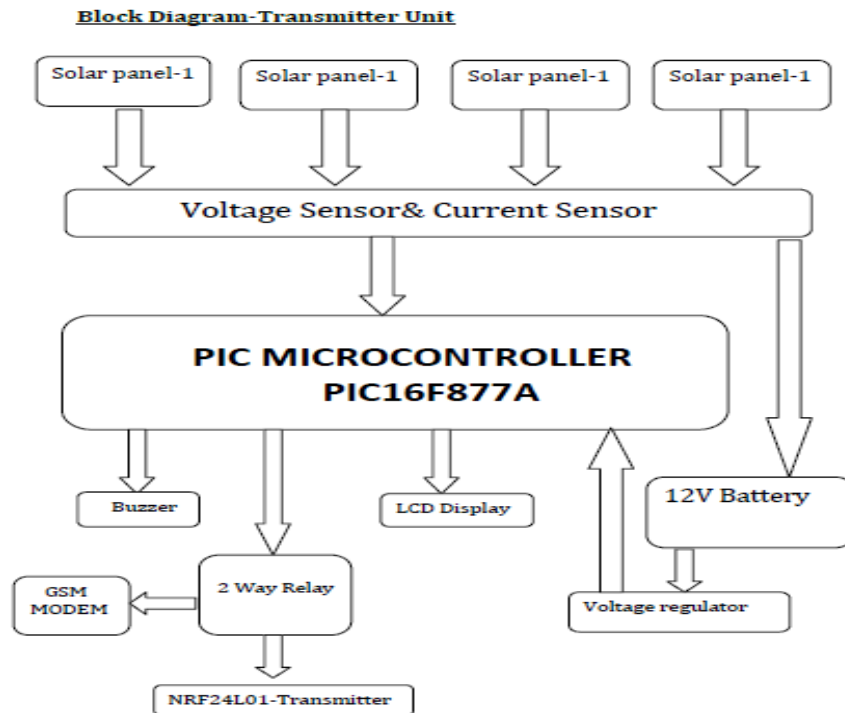 Block Diagram-Transmitter Unit
Solar panel-1
Solar panel-1
Solar panel-1
Solar panel-1
Voltage Sensor& Current Sensor
PIC MICROCONTROLLER
PIC16F877A
Buzzer
LCD Display
12V Battery
GSM
MODEM
2 Way Relay
Voltage regulator
NRF24L01-Transmitter